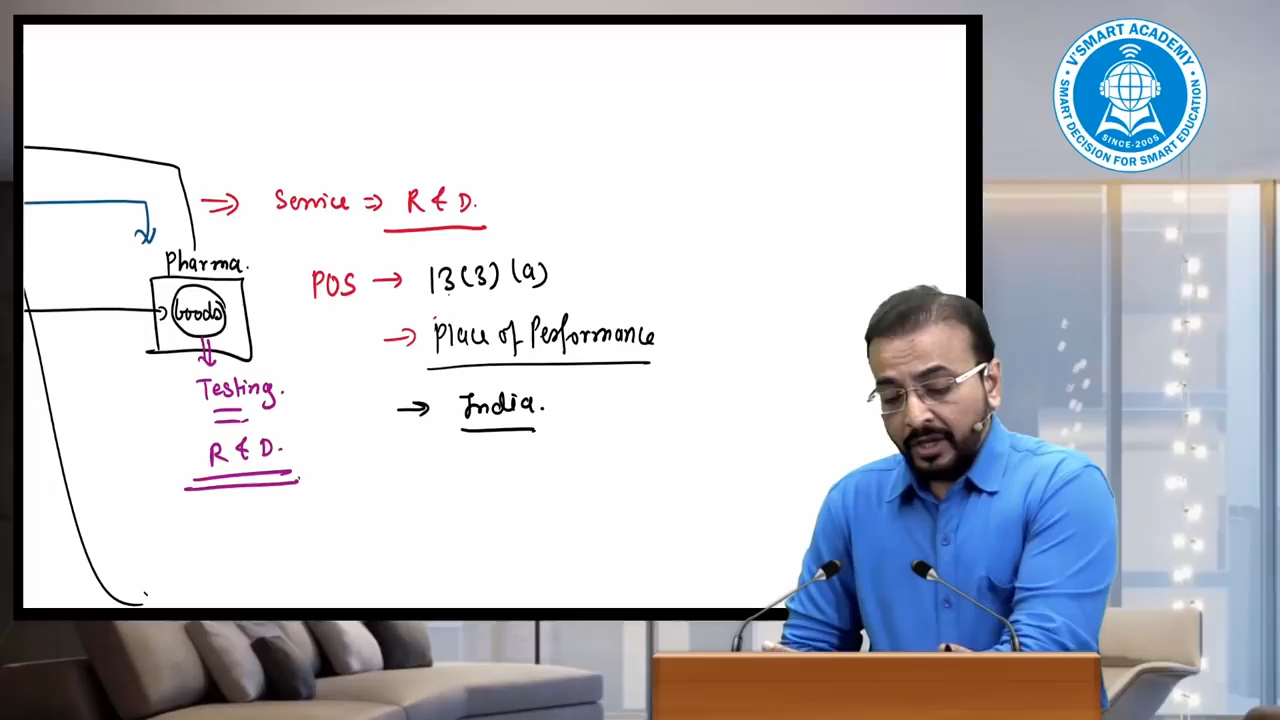 Service ⇒ R & D.
Pharma.
Goods
POS → 13(3)(a)
→ Place of Performance
→ India.
Testing.
R & D.
V'SMART ACADEMY
SINCE-2005
SMART DECISION FOR SMART EDUCATION